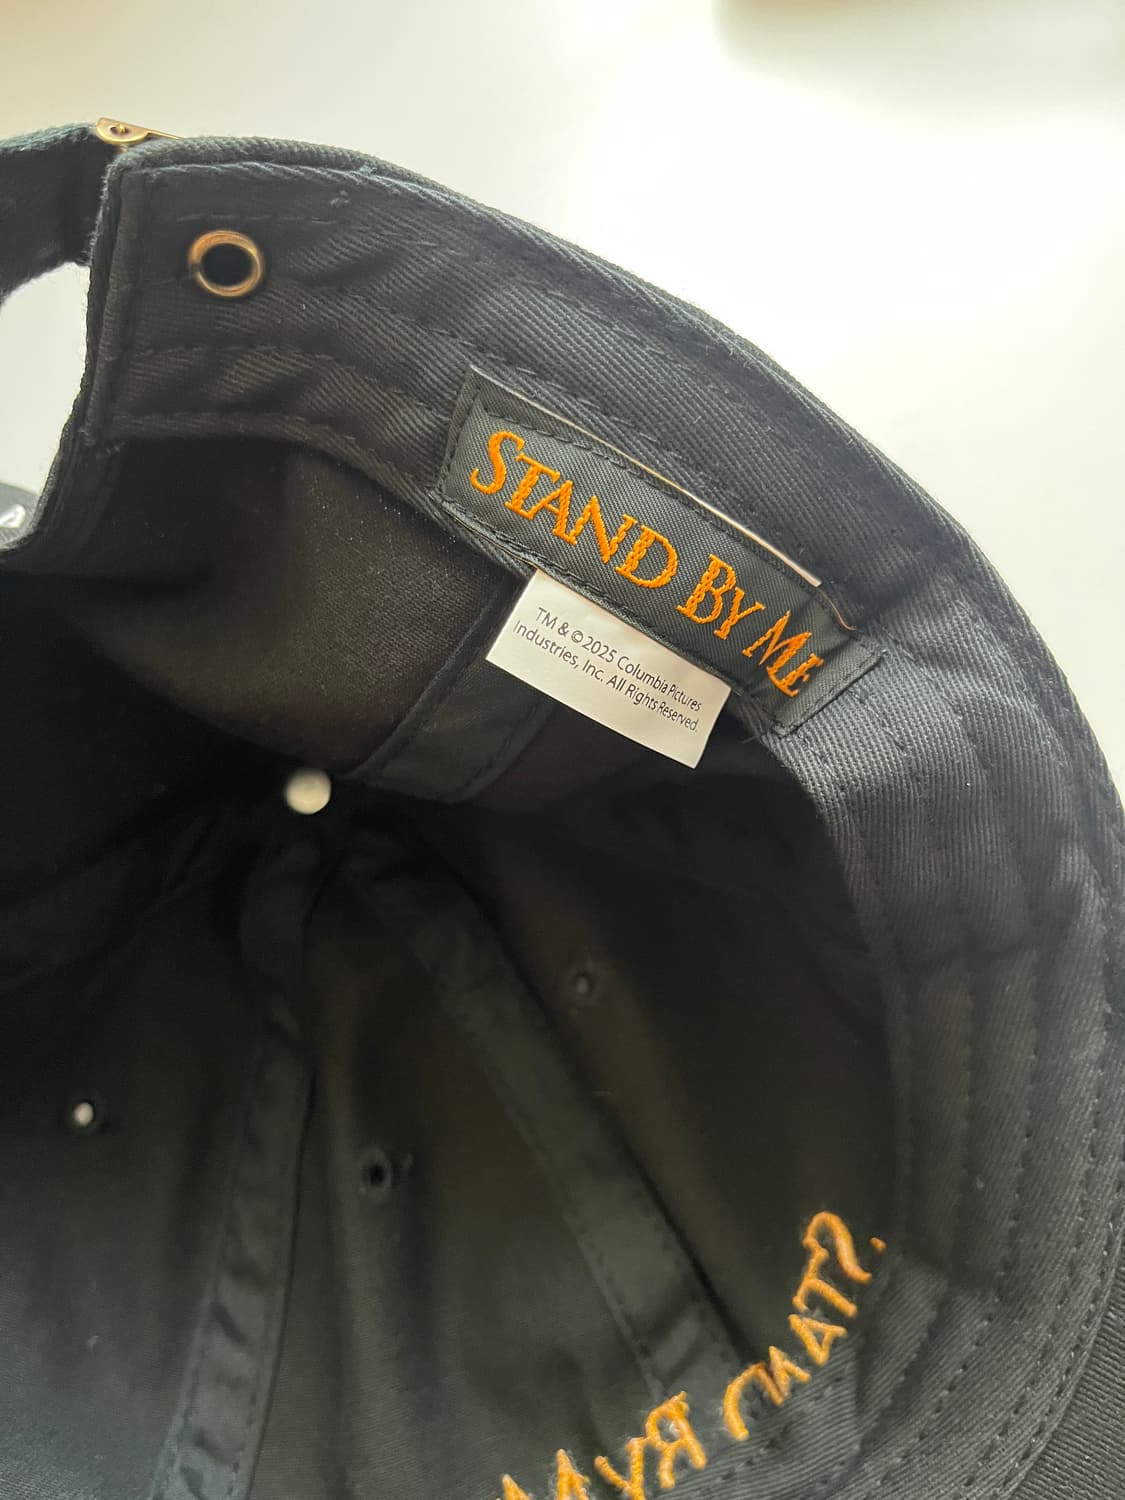 STAND BY ME
TM & ©2025 Columbia Pictures
Industries, Inc. All Rights Reserved.